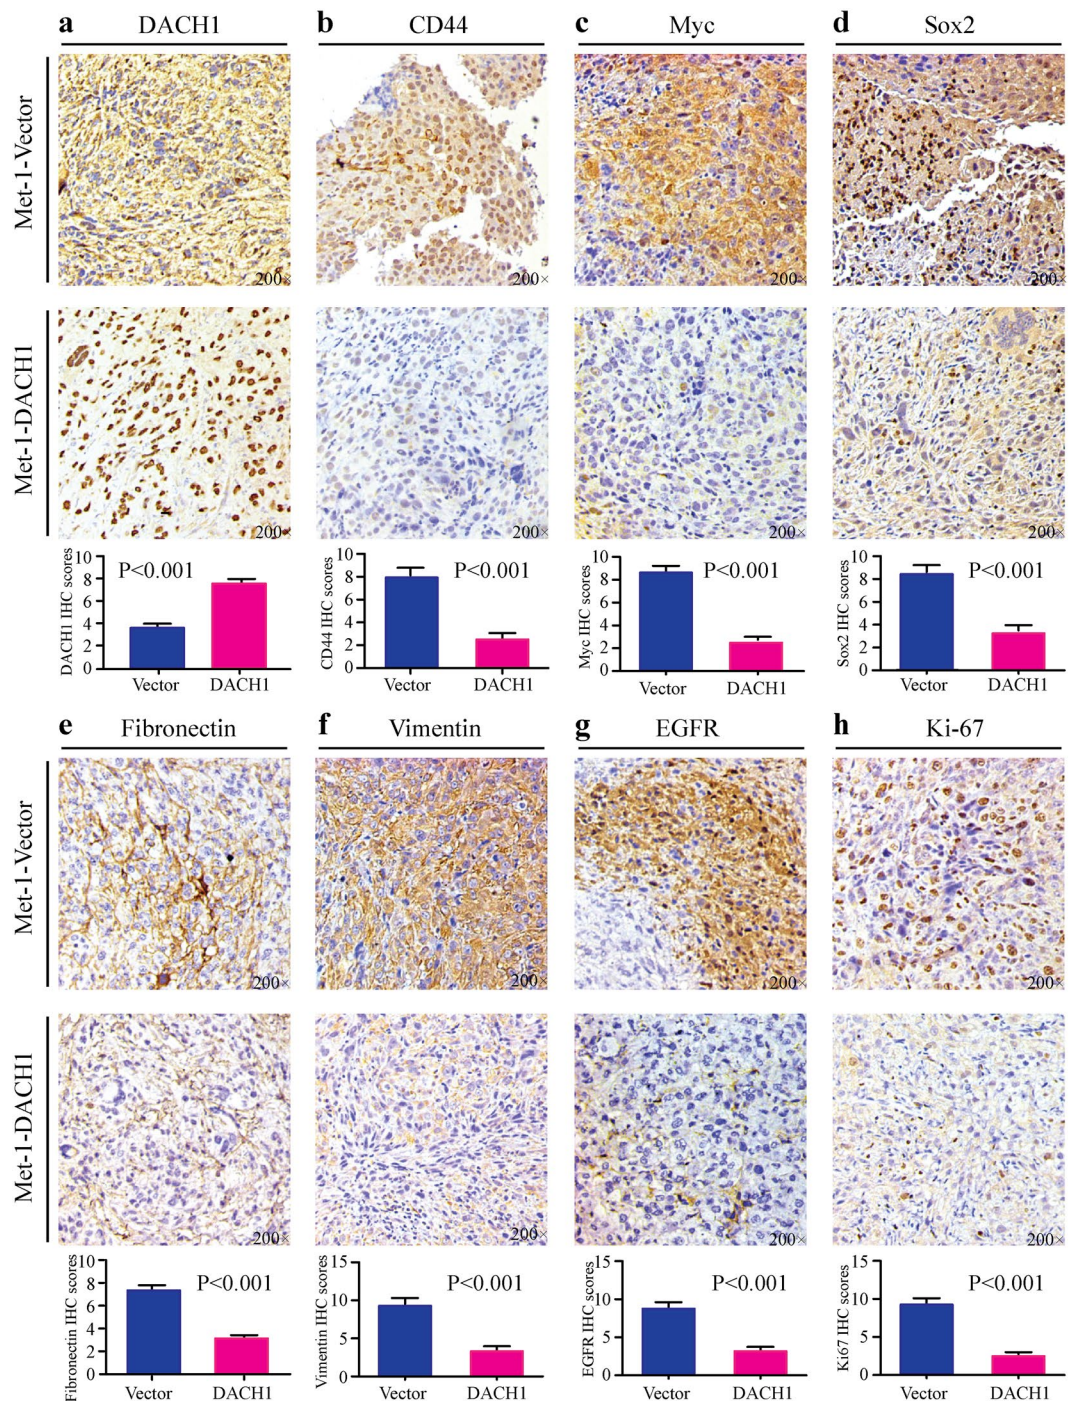 a DACH1
b CD44
c Myc
d Sox2
Met-1-Vector
200×
200×
200×
200×
Met-1-DACH1
200×
200×
200×
200×
DACH1 IHC scores
10
8
6
4
2
0
P<0.001
Vector DACH1
CD44 IHC scores
10
8
6
4
2
0
P<0.001
Vector DACH1
Myc IHC scores
10
8
6
4
2
0
P<0.001
Vector DACH1
Sox2 IHC scores
10
8
6
4
2
0
P<0.001
Vector DACH1
e Fibronectin
f Vimentin
g EGFR
h Ki-67
Met-1-Vector
200×
200×
200×
200×
Met-1-DACH1
200×
200×
200×
200×
Fibronectin IHC scores
10
8
6
4
2
0
P<0.001
Vector DACH1
Vimentin IHC scores
15
10
5
0
P<0.001
Vector DACH1
EGFR IHC scores
15
10
5
0
P<0.001
Vector DACH1
Ki67 IHC scores
15
10
5
0
P<0.001
Vector DACH1